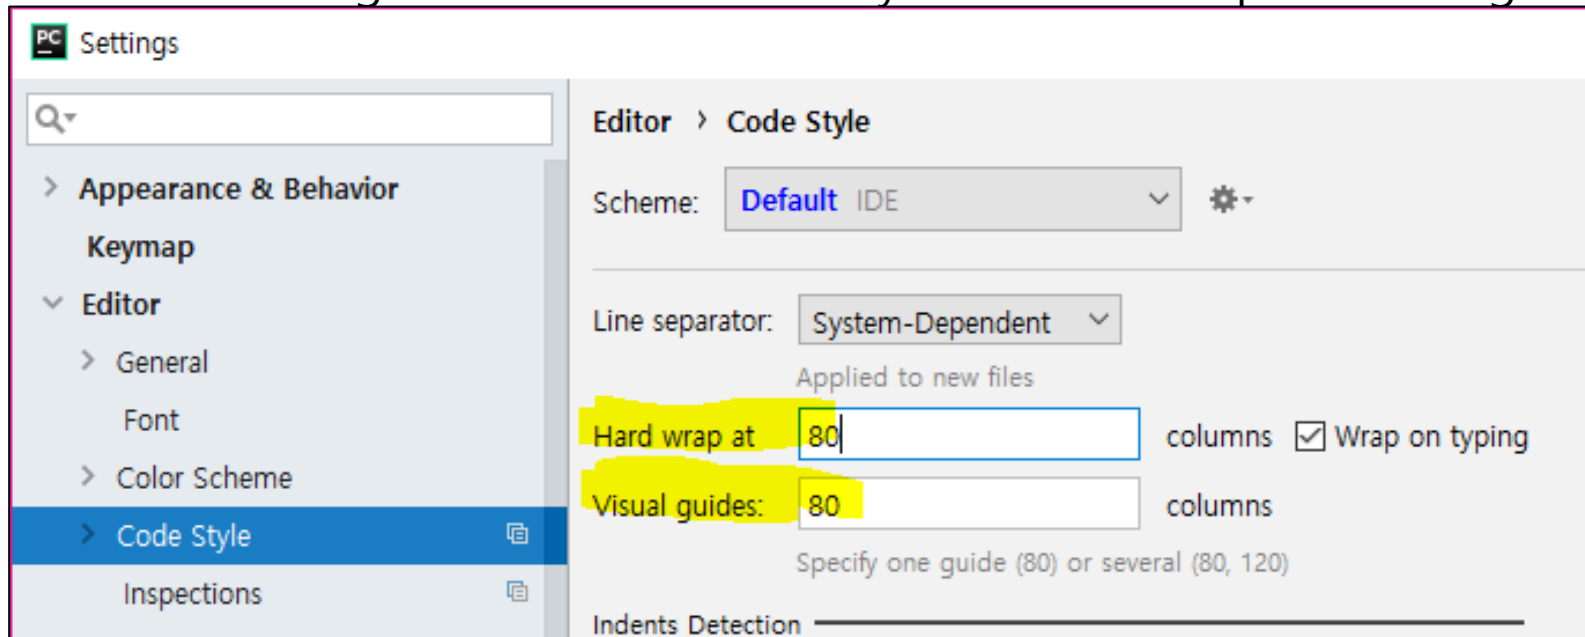 PC Settings
Appearance & Behavior
Keymap
Editor
General
Font
Color Scheme
Code Style
Inspections
Editor > Code Style
Scheme: Default IDE
Line separator: System-Dependent
Applied to new files
Hard wrap at 80 columns Wrap on typing
Visual guides: 80 columns
Specify one guide (80) or several (80, 120)
Indents Detection